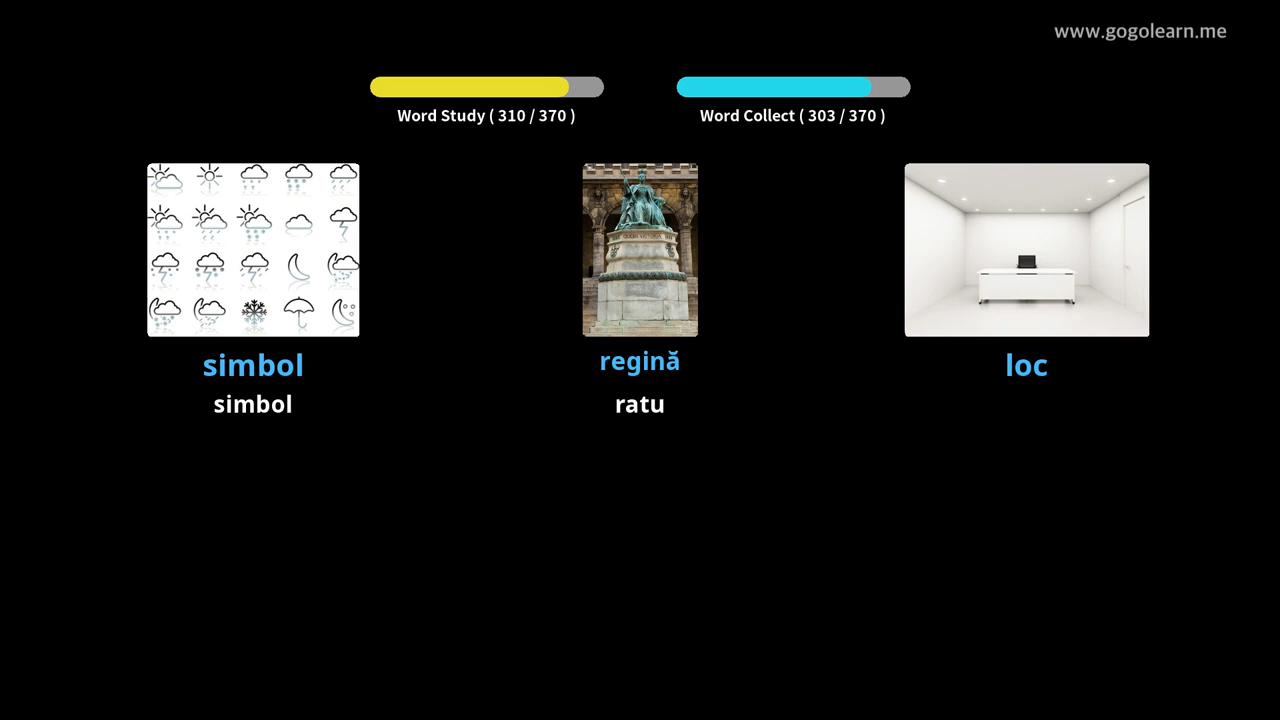 www.gogolearn.me
Word Study ( 310 / 370 )
Word Collect ( 303 / 370 )
simbol
regină
loc
simbol
ratu